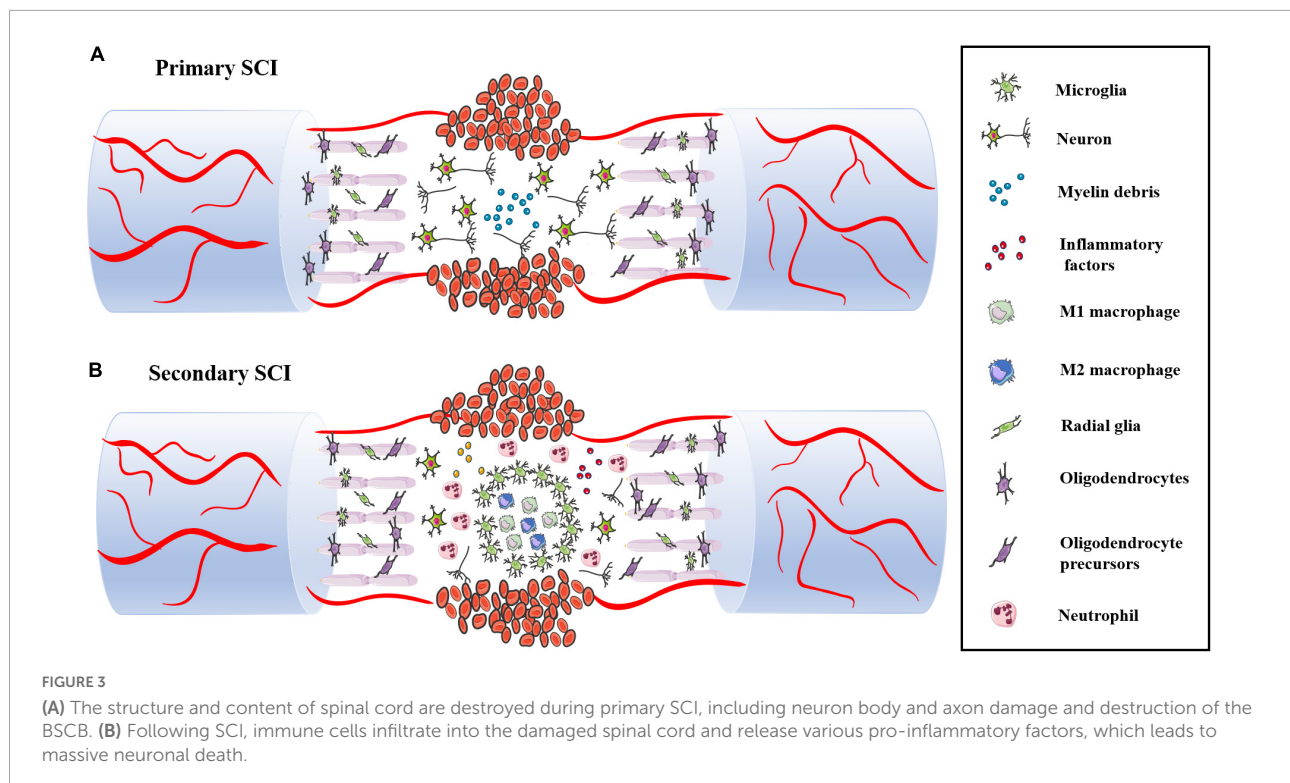 A
Primary SCI
B
Secondary SCI
Microglia
Neuron
Myelin debris
Inflammatory
factors
M1 macrophage
M2 macrophage
Radial glia
Oligodendrocytes
Oligodendrocyte
precursors
Neutrophil
FIGURE 3
(A) The structure and content of spinal cord are destroyed during primary SCI, including neuron body and axon damage and destruction of the
BSCB. (B) Following SCI, immune cells infiltrate into the damaged spinal cord and release various pro-inflammatory factors, which leads to
massive neuronal death.